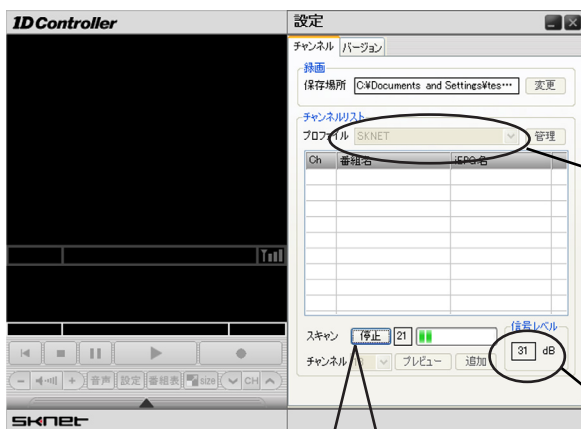 1D Controller
設定
チャンネル バージョン
録画
保存場所 C:¥Documents and Settings¥tes… 変更
チャンネルリスト
プロファイル SKNET 管理
Ch 番組名 iEPG名
スキャン 停止 21
信号レベル
31 dB
チャンネル プレビュー 追加
音声 設定 番組表 size CH
SKNET